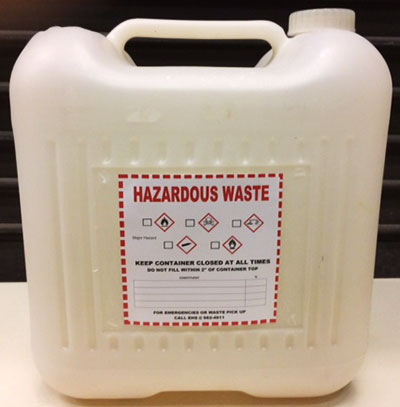 HAZARDOUS WASTE
Major Hazard:
KEEP CONTAINER CLOSED AT ALL TIMES
DO NOT FILL WITHIN 2" OF CONTAINER TOP
%
FOR EMERGENCIES OR WASTE PICK UP